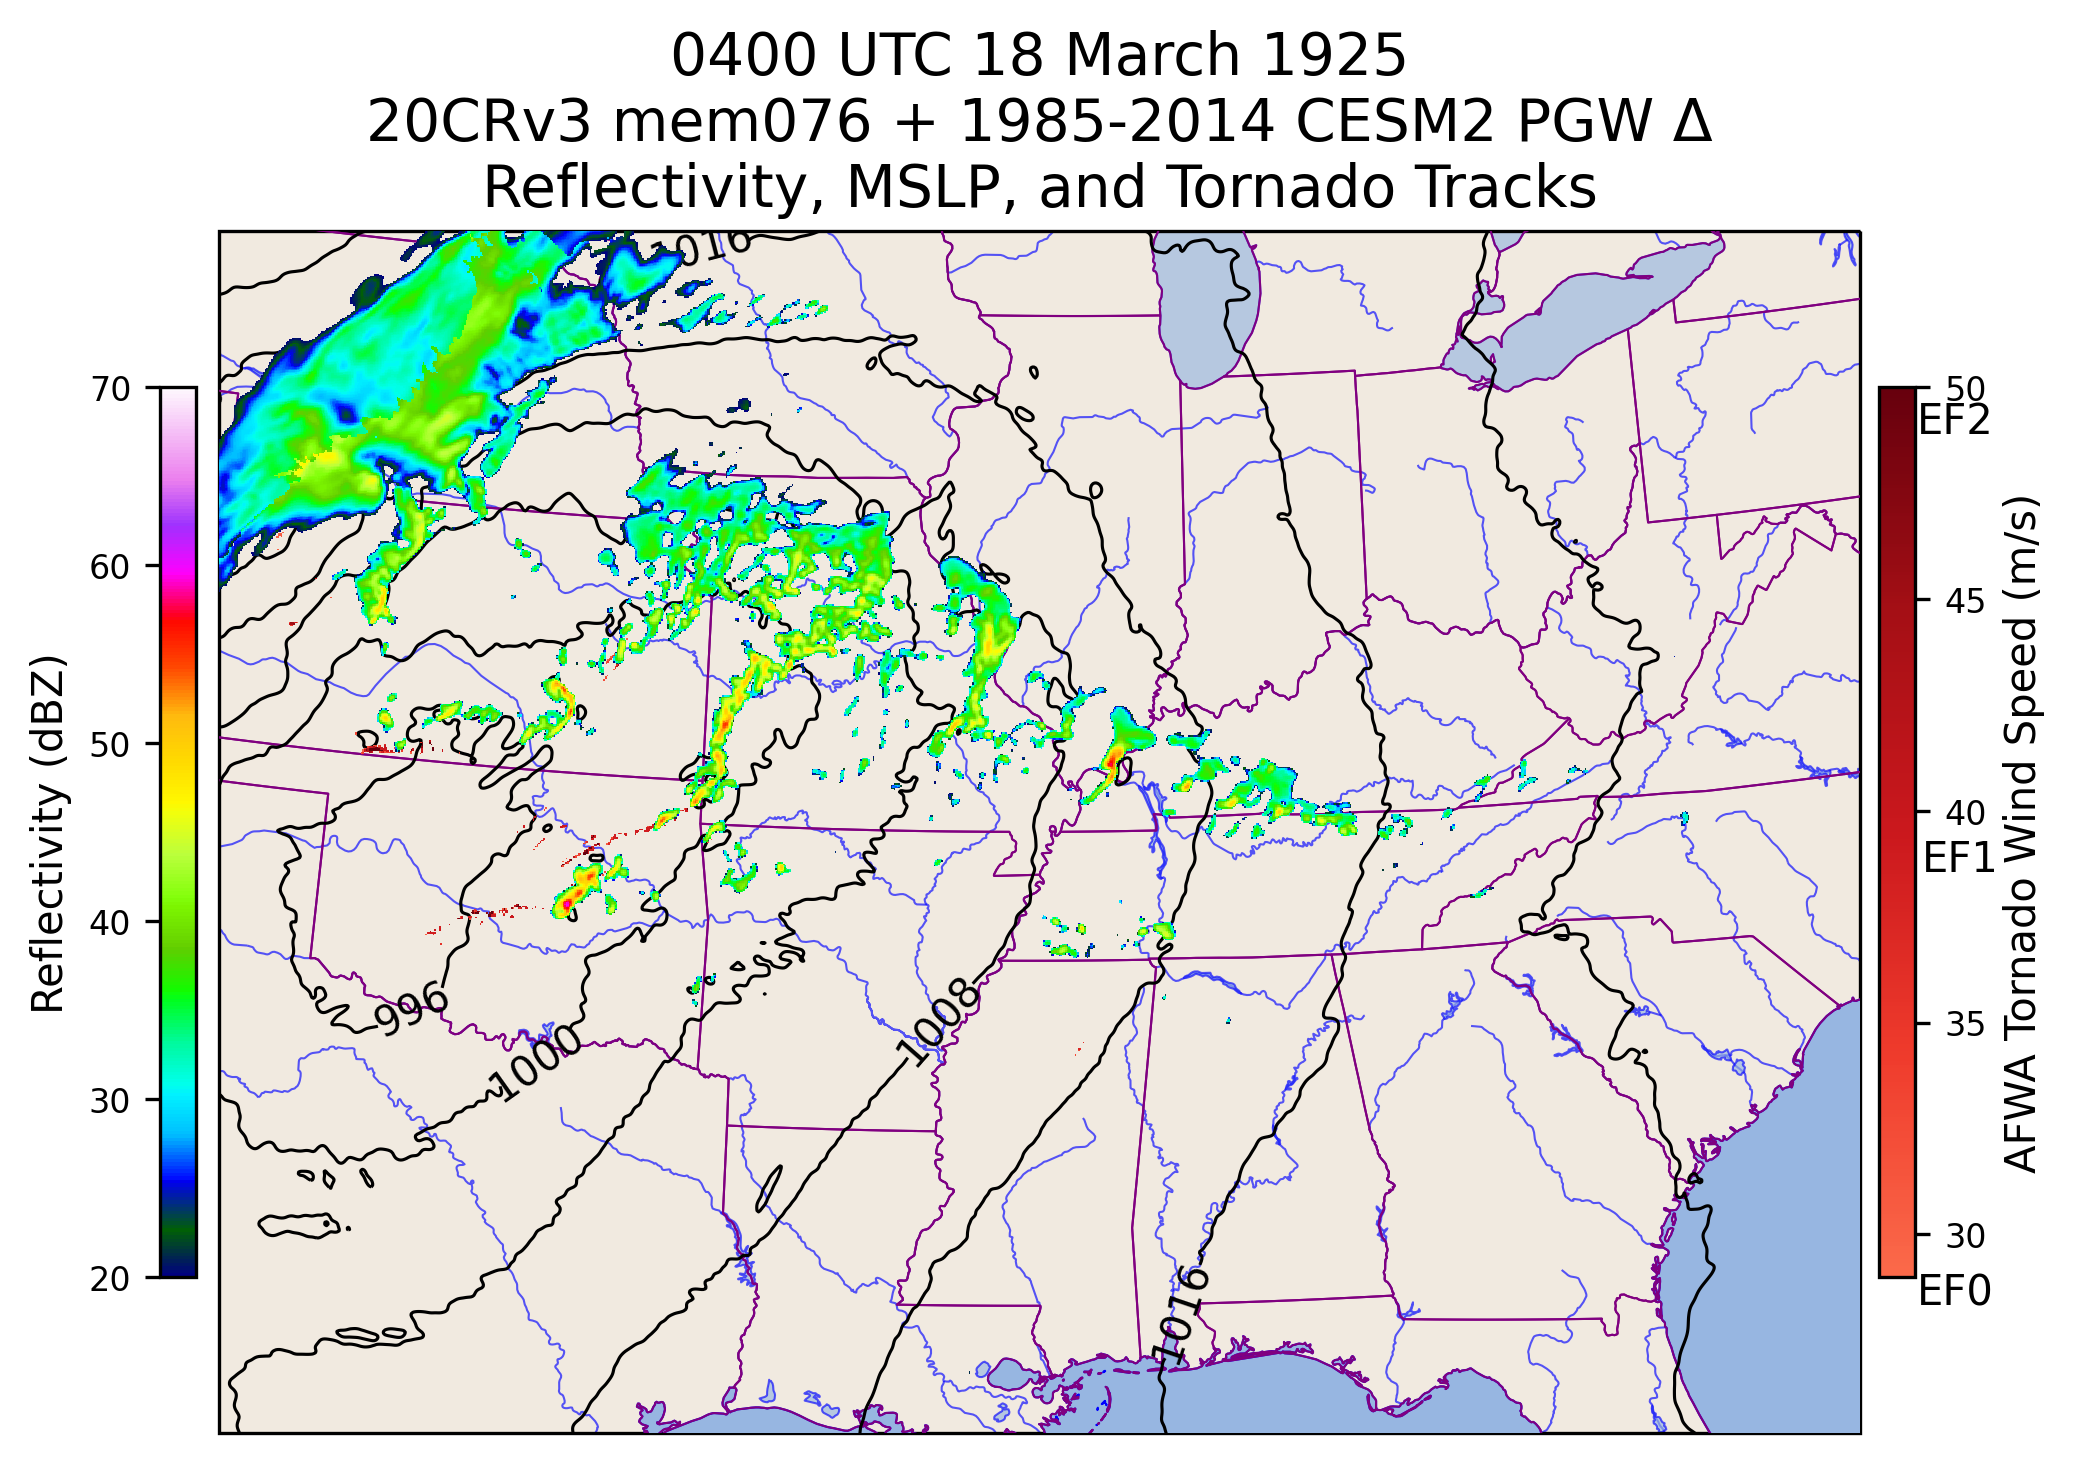 0400 UTC 18 March 1925
20CRv3 mem076 + 1985-2014 CESM2 PGW Δ
Reflectivity, MSLP, and Tornado Tracks
1016
70
60
50
40
30
20
Reflectivity (dBZ)
996
1000
1008
1016
50
EF2
45
40
EF1
35
30
EF0
AFWA Tornado Wind Speed (m/s)